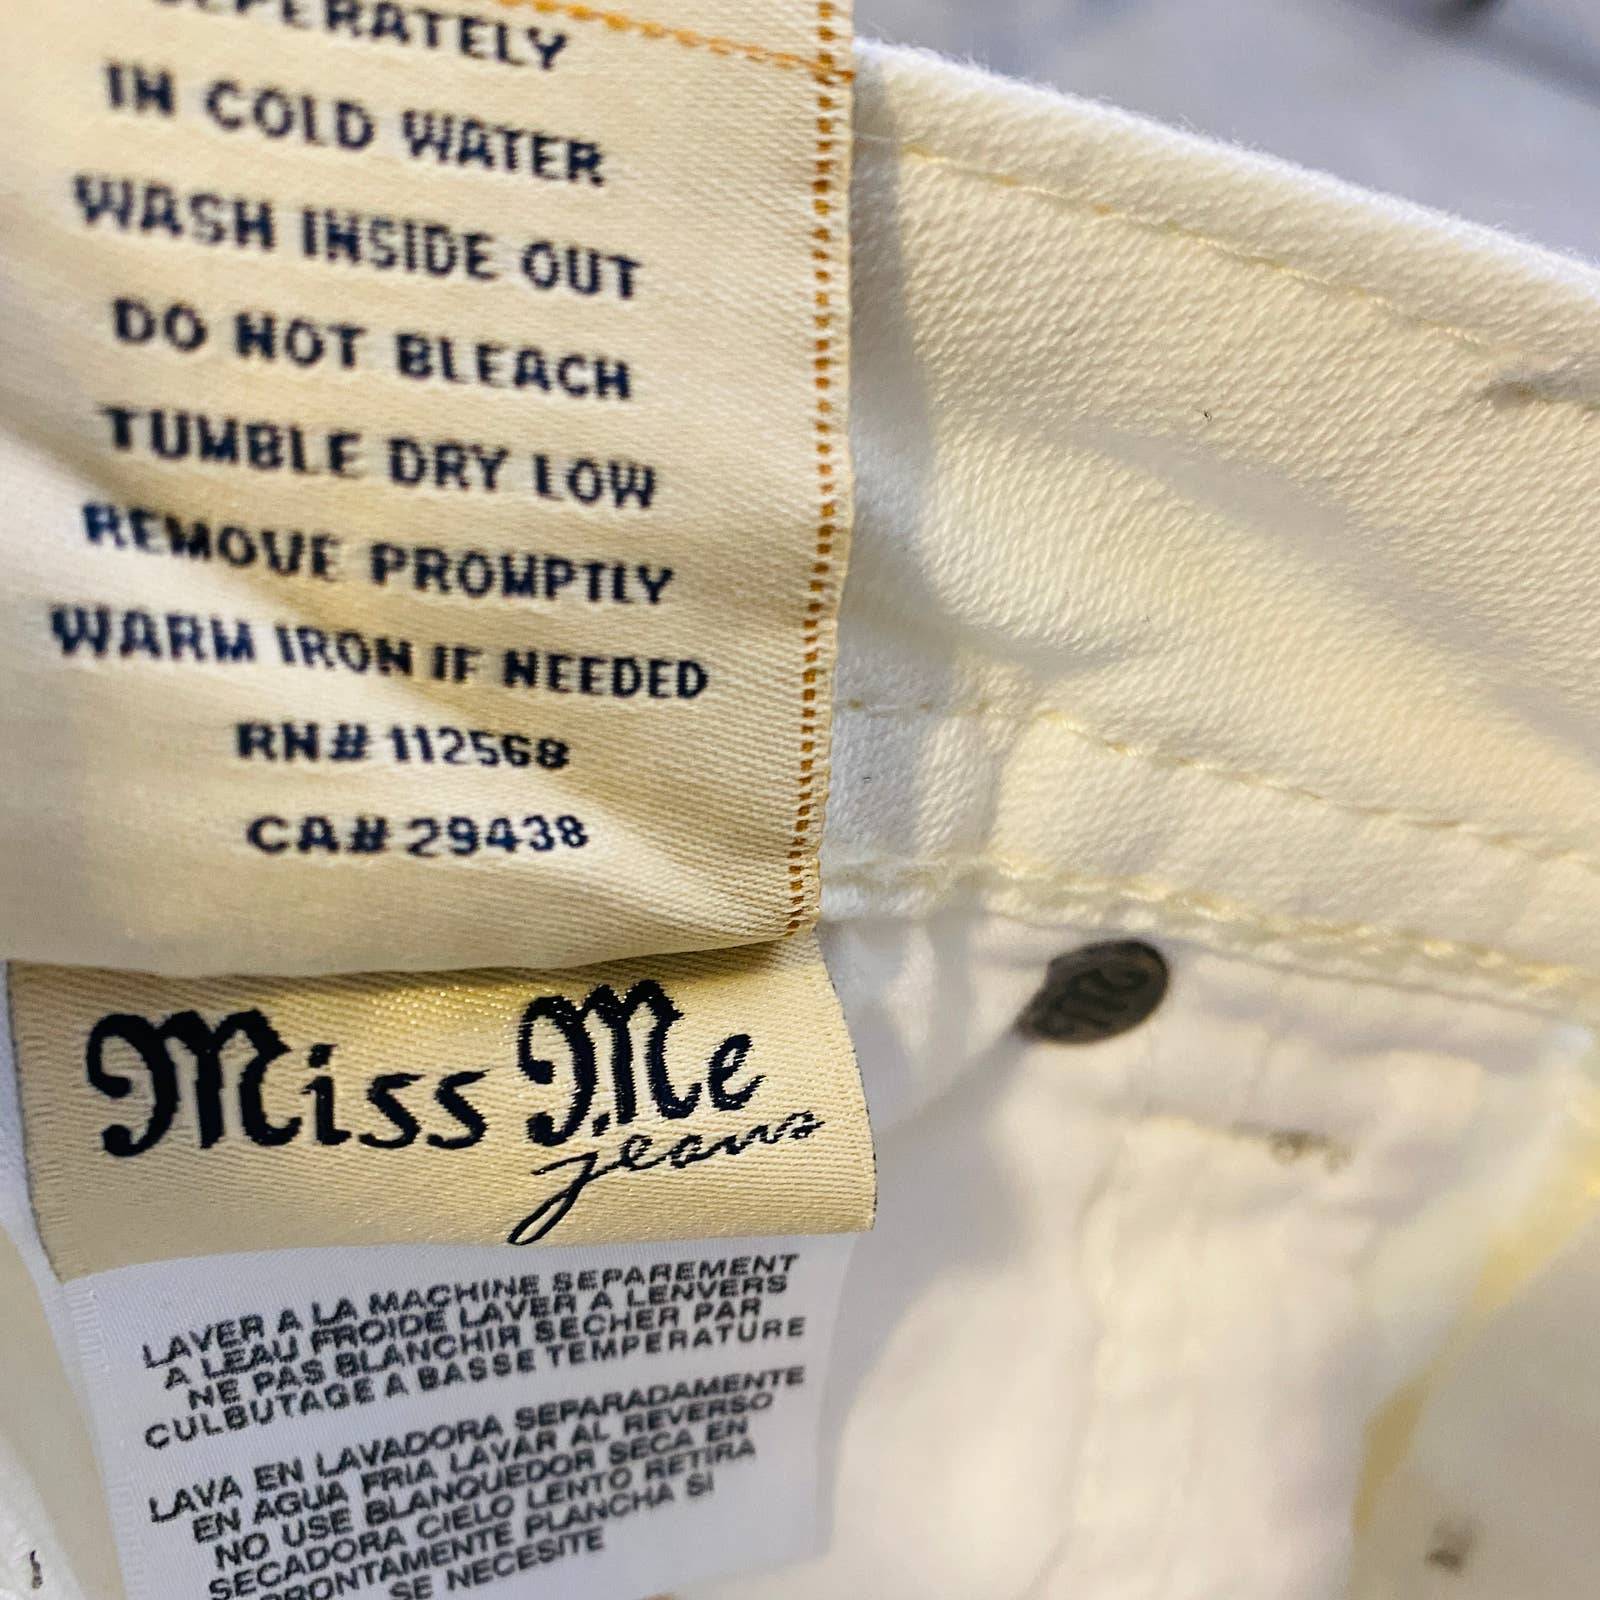 SEPERATELY
IN COLD WATER
WASH INSIDE OUT
DO NOT BLEACH
TUMBLE DRY LOW
REMOVE PROMPTLY
WARM IRON IF NEEDED
RN# 112568
CA# 29438
Miss Me
jeans
LAVER A LA MACHINE SEPAREMENT
A LEAU FROIDE LAVER A LENVERS
NE PAS BLANCHIR SECHER PAR
CULBUTAGE A BASSE TEMPERATURE
LAVA EN LAVADORA SEPARADAMENTE
EN AGUA FRIA LAVAR AL REVERSO
NO USE BLANQUEDOR SECA EN
SECADORA CIELO LENTO RETIRA
PRONTAMENTE PLANCHA SI
SE NECESITE
M